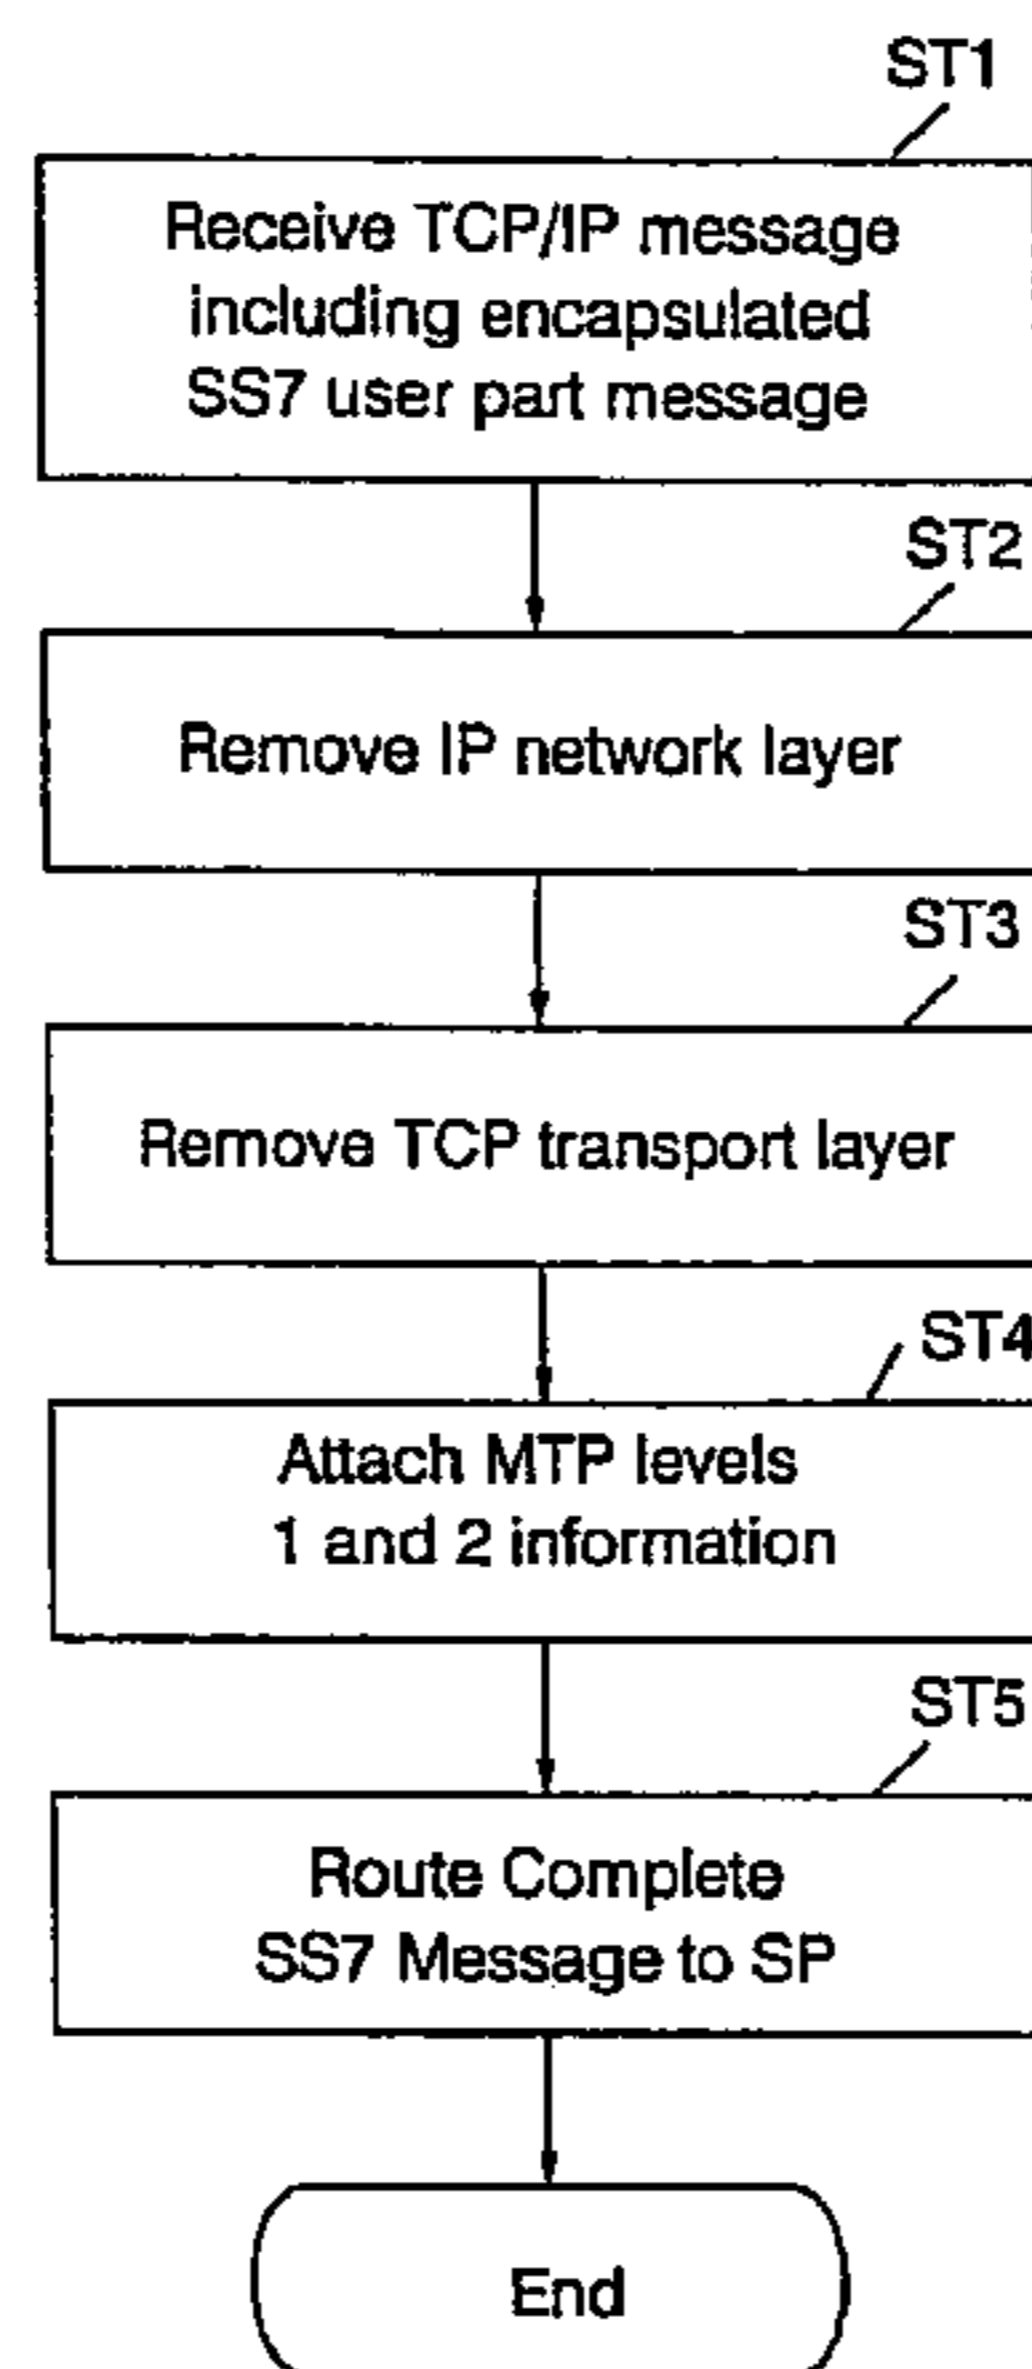 ST1
Receive TCP/IP message
including encapsulated
SS7 user part message
ST2
Remove IP network layer
ST3
Remove TCP transport layer
ST4
Attach MTP levels
1 and 2 information
ST5
Route Complete
SS7 Message to SP
End